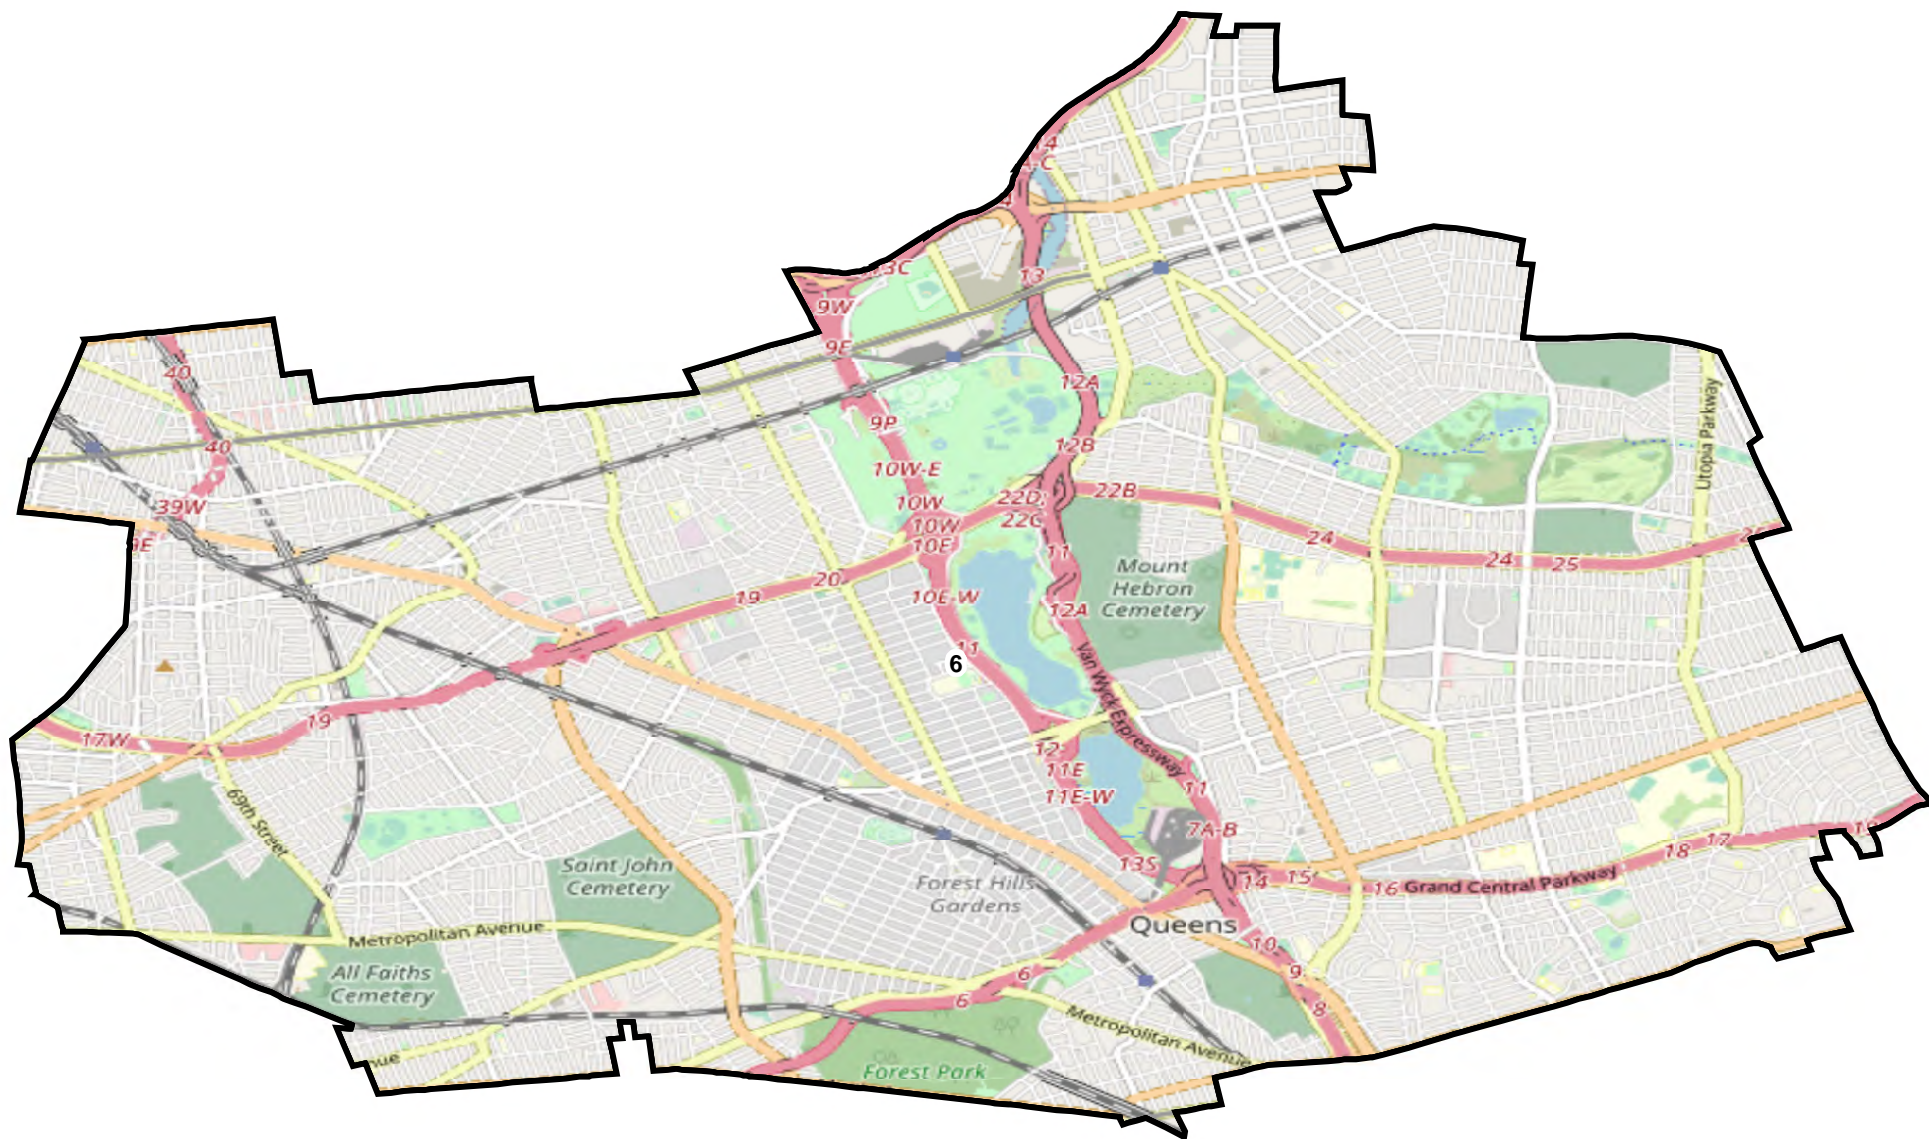 13C
13
9W
9E
40
Utopia Parkway
12A
9P
40
12B
10W-E
22B
22D;
10W
39W
22C
10W
24
10E
11
24
25
Mount
Hebron
Cemetery
20
10E-W
19
12A
11
6
Van Wyck Expressway
19
17W
12;
11E
11
11E-W
69th Street
7A-B
17
18
13S
Saint John
Cemetery
15
14
16 Grand Central Parkway
Forest Hills
Gardens
Queens
Metropolitan Avenue
10
9
All Faiths
Cemetery
6
6
8
Metropolitan Avenue
Forest Park